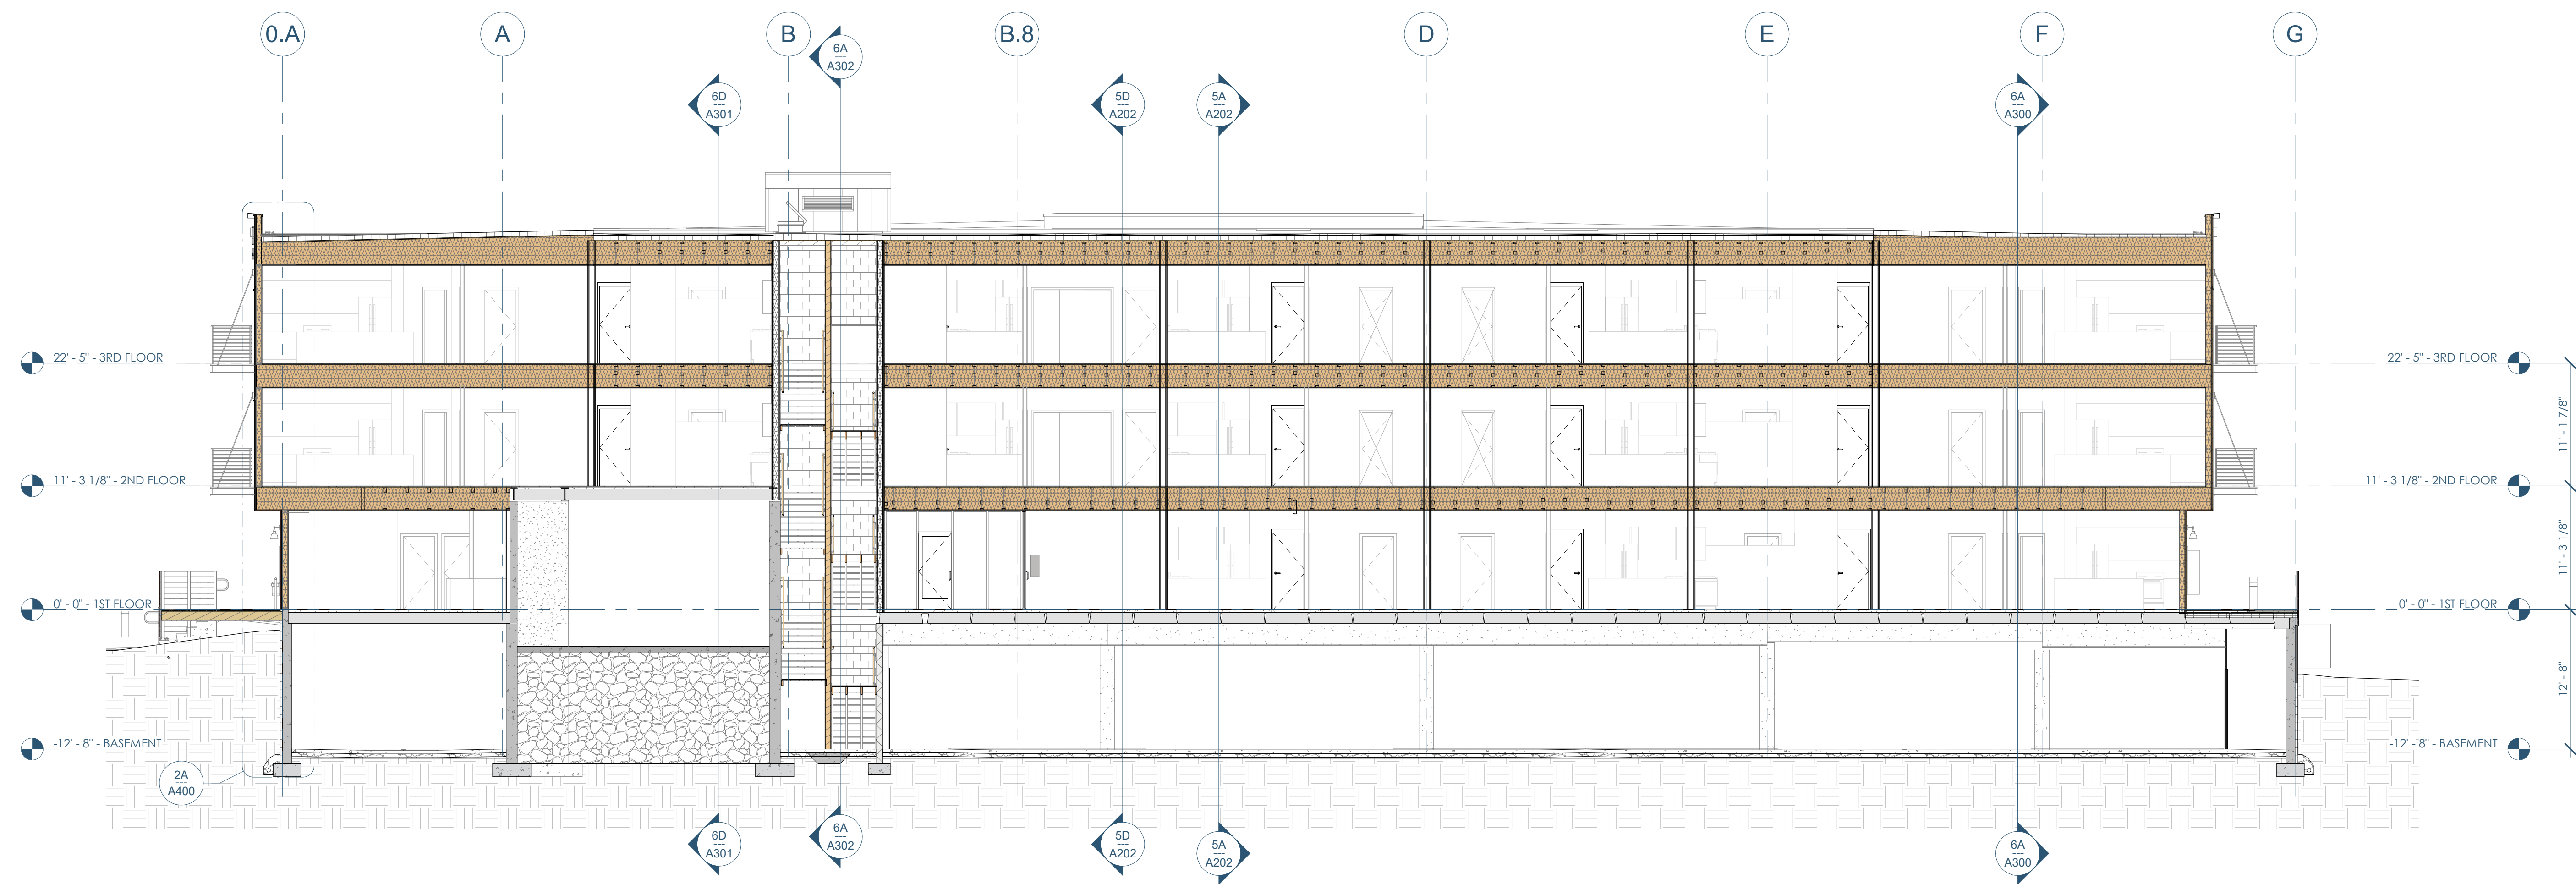 0.A
A
B
B.8
D
E
F
G
6A
---
A302
6D
---
A301
5D
---
A202
5A
---
A202
6A
---
A300
22' - 5" - 3RD FLOOR
22' - 5" - 3RD FLOOR
11' - 1 7/8"
11' - 3 1/8" - 2ND FLOOR
11' - 3 1/8" - 2ND FLOOR
11' - 3 1/8"
0' - 0" - 1ST FLOOR
0' - 0" - 1ST FLOOR
12' - 8"
-12' - 8" - BASEMENT
-12' - 8" - BASEMENT
2A
---
A400
6D
---
A301
6A
---
A302
5D
---
A202
5A
---
A202
6A
---
A300